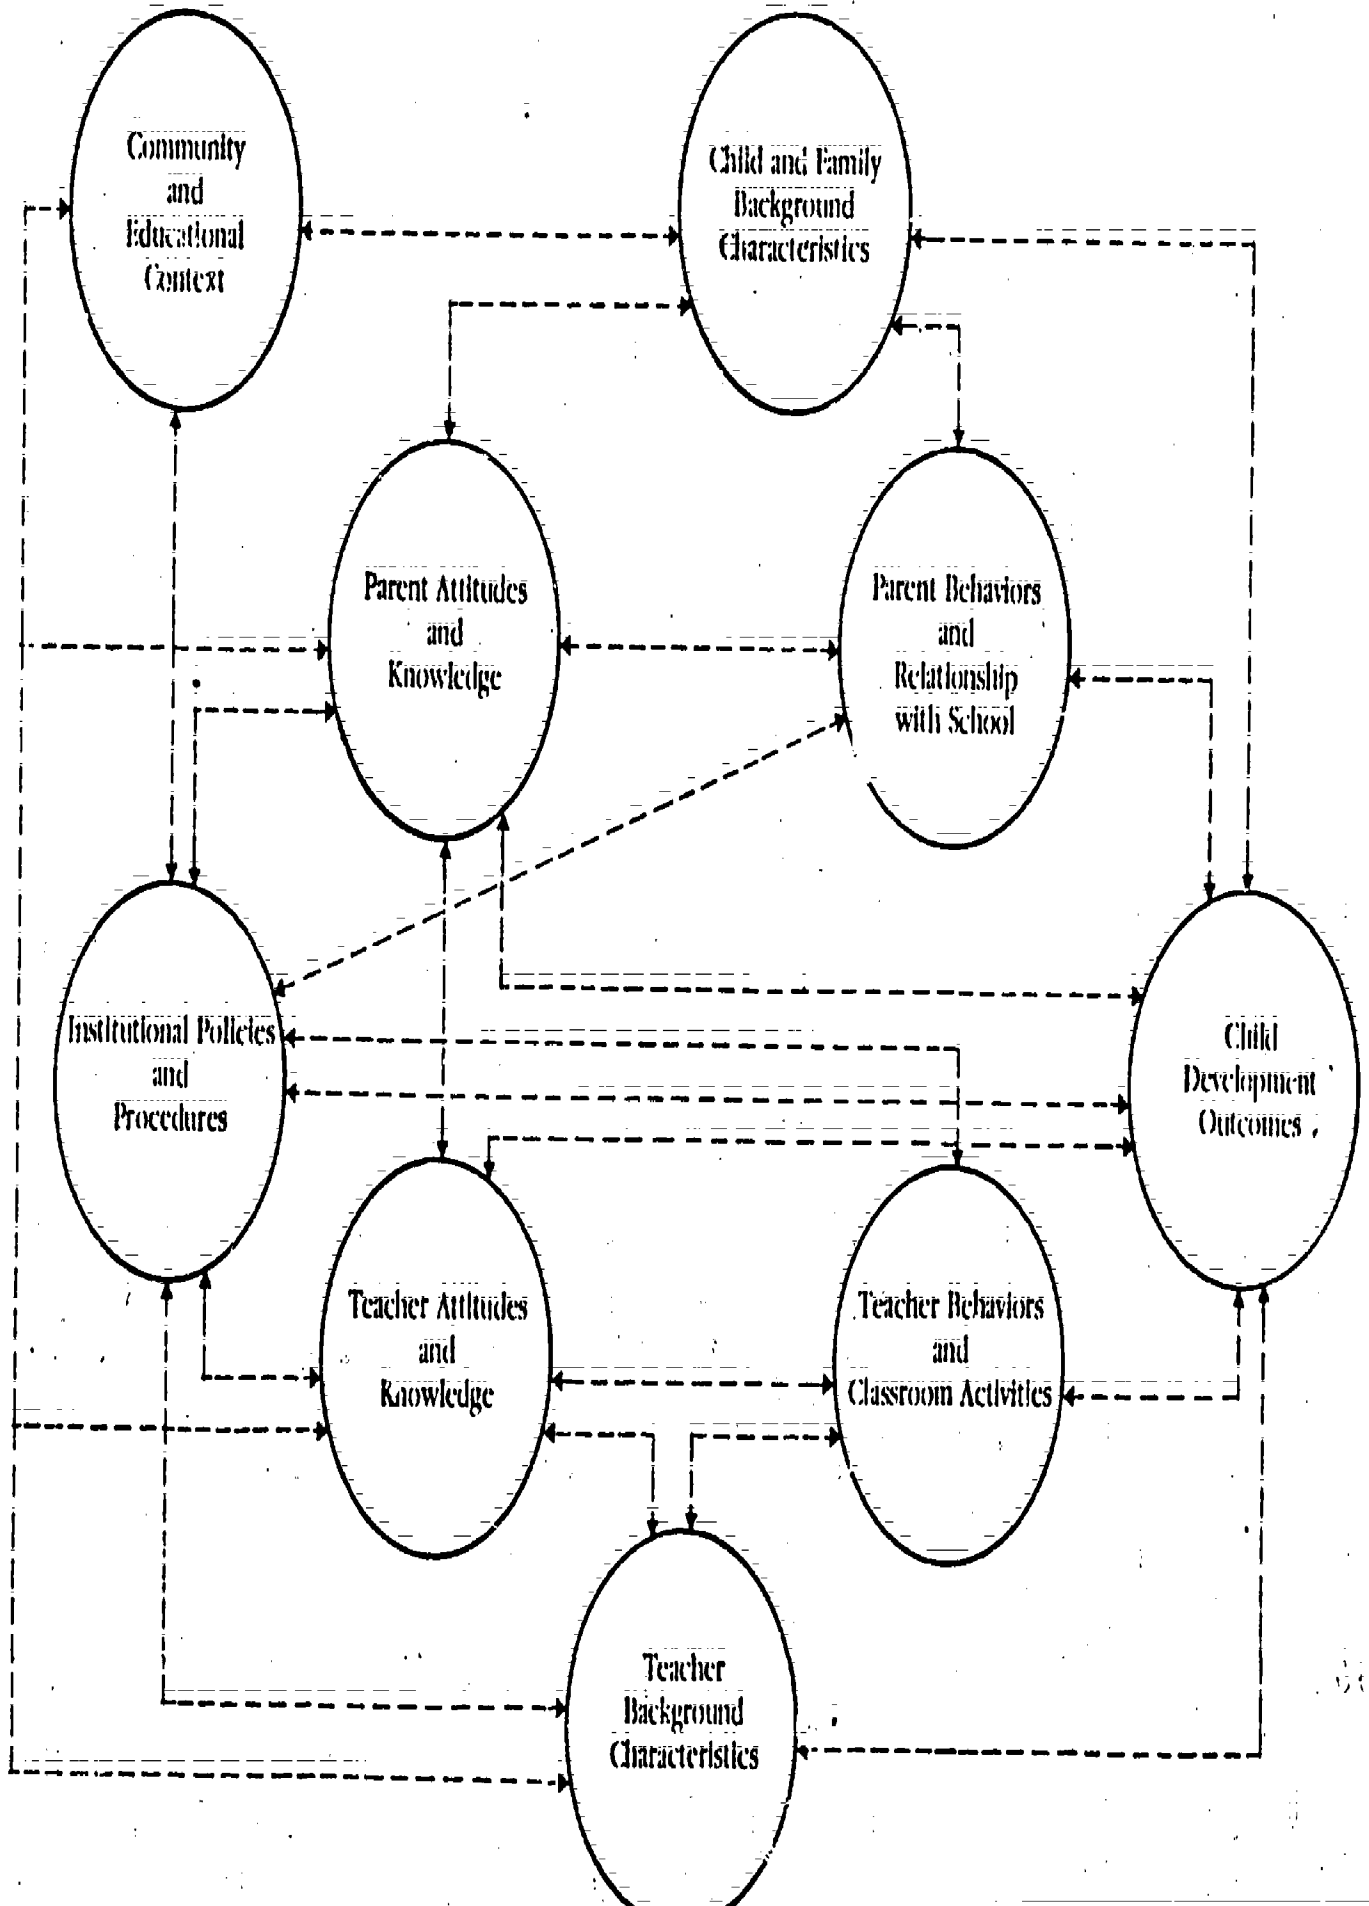 Community
and
Educational
Context
Child and Family
Background
Characteristics
Parent Attitudes
and
Knowledge
Parent Behaviors
and
Relationship
with School
Institutional Policies
and
Procedures
Child
Development
Outcomes
Teacher Attitudes
and
Knowledge
Teacher Behaviors
and
Classroom Activities
Teacher
Background
Characteristics